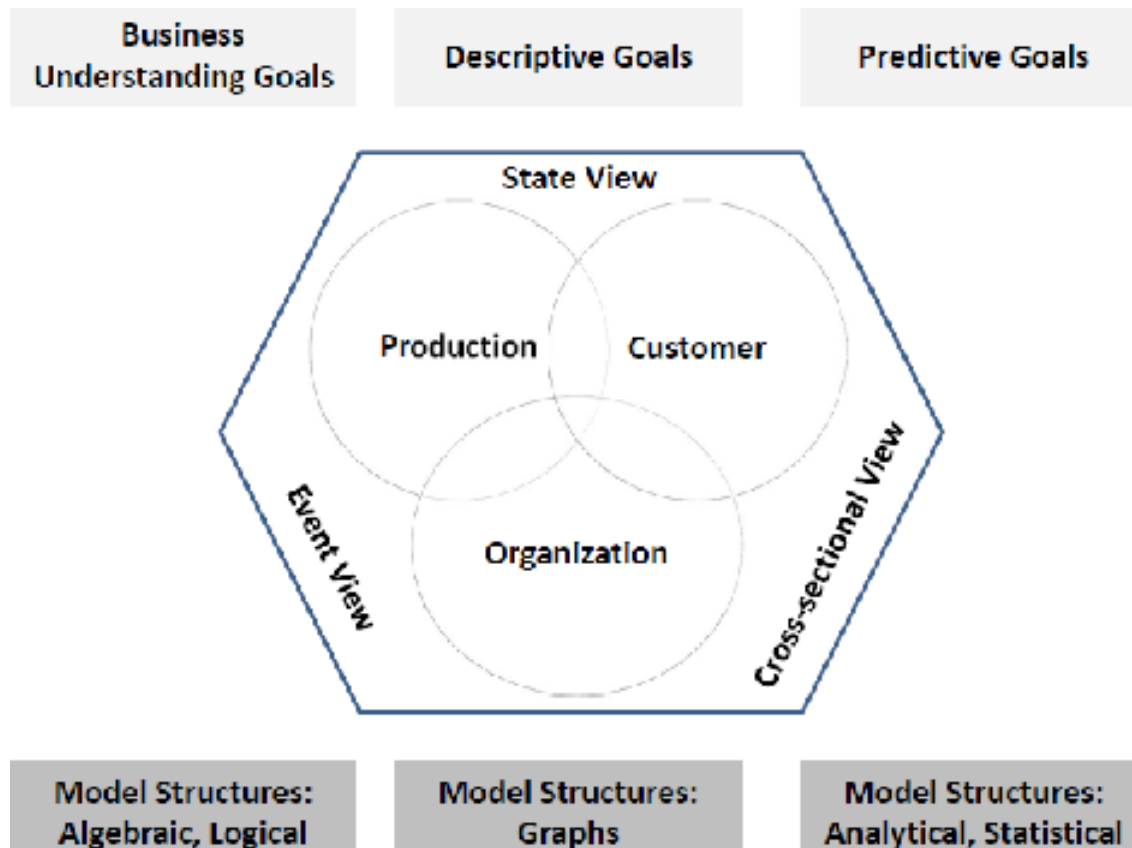 Business
Understanding Goals
Descriptive Goals
Predictive Goals
State View
Production
Customer
Event View
Cross-sectional View
Organization
Model Structures:
Algebraic, Logical
Model Structures:
Graphs
Model Structures:
Analytical, Statistical